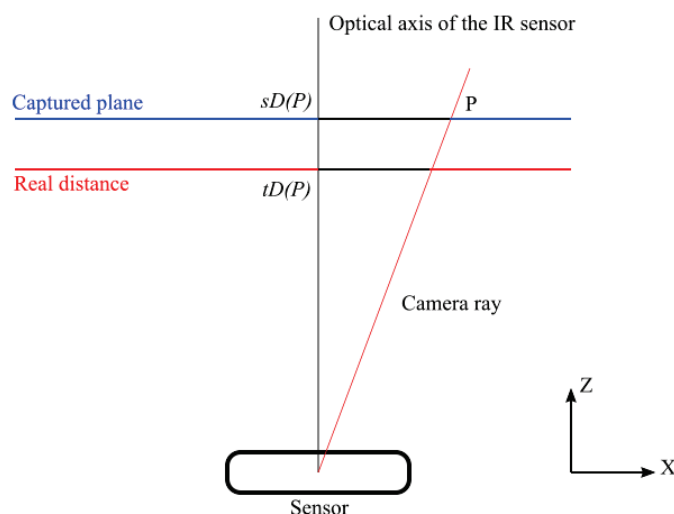 Optical axis of the IR sensor
Captured plane
sD(P)
P
Real distance
tD(P)
Camera ray
Z
X
Sensor